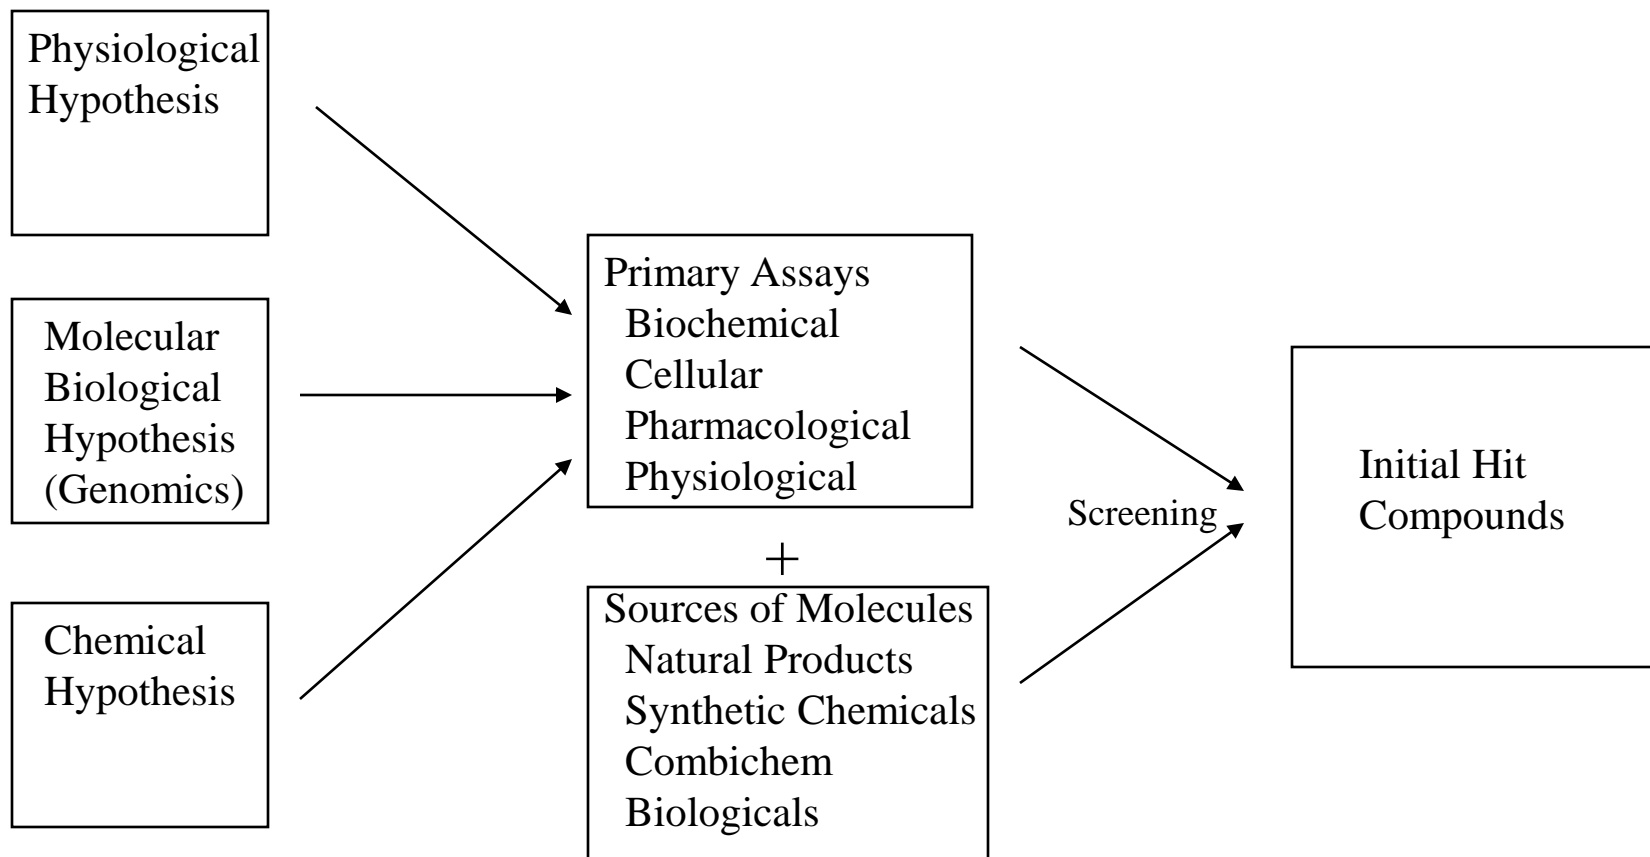 Physiological
Hypothesis
Molecular
Biological
Hypothesis
(Genomics)
Chemical
Hypothesis
Primary Assays
Biochemical
Cellular
Pharmacological
Physiological
+
Sources of Molecules
Natural Products
Synthetic Chemicals
Combichem
Biologicals
Screening
Initial Hit
Compounds